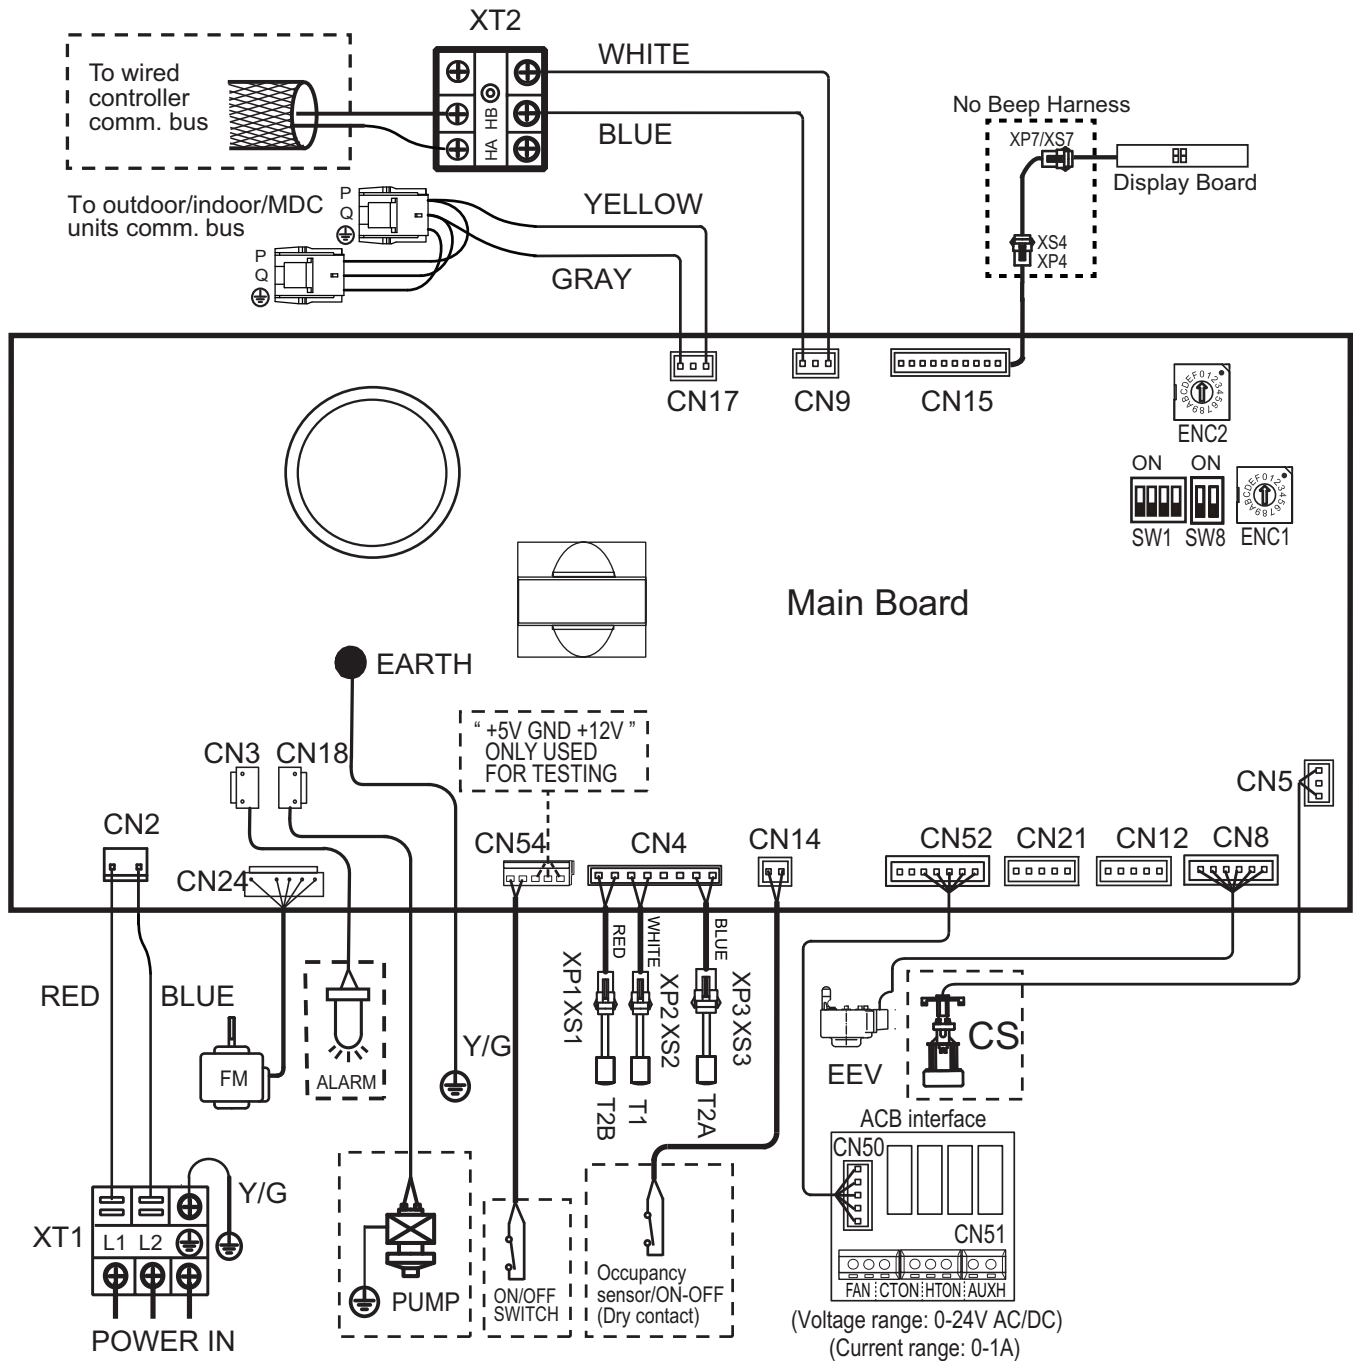 XT2
To wired
controller
comm. bus
HB
HA
WHITE
BLUE
No Beep Harness
XP7/XS7
Display Board
XS4
XP4
To outdoor/indoor/MDC
units comm. bus
P
Q
P
Q
YELLOW
GRAY
CN17
CN9
CN15
ENC2
ON
ON
SW1
SW8
ENC1
0123456789ABCDEF
0123456789ABCDEF
Main Board
EARTH
" +5V GND +12V "
ONLY USED
FOR TESTING
CN3
CN18
CN5
CN2
CN24
CN54
CN4
CN14
CN52
CN21
CN12
CN8
RED
BLUE
FM
ALARM
Y/G
RED
WHITE
BLUE
XP1 XS1
XP2 XS2
XP3 XS3
T2B
T1
T2A
EEV
CS
ACB interface
CN50
CN51
FAN
CTON
HTON
AUXH
(Voltage range: 0-24V AC/DC)
(Current range: 0-1A)
Y/G
XT1
L1
L2
POWER IN
PUMP
ON/OFF
SWITCH
Occupancy
sensor/ON-OFF
(Dry contact)